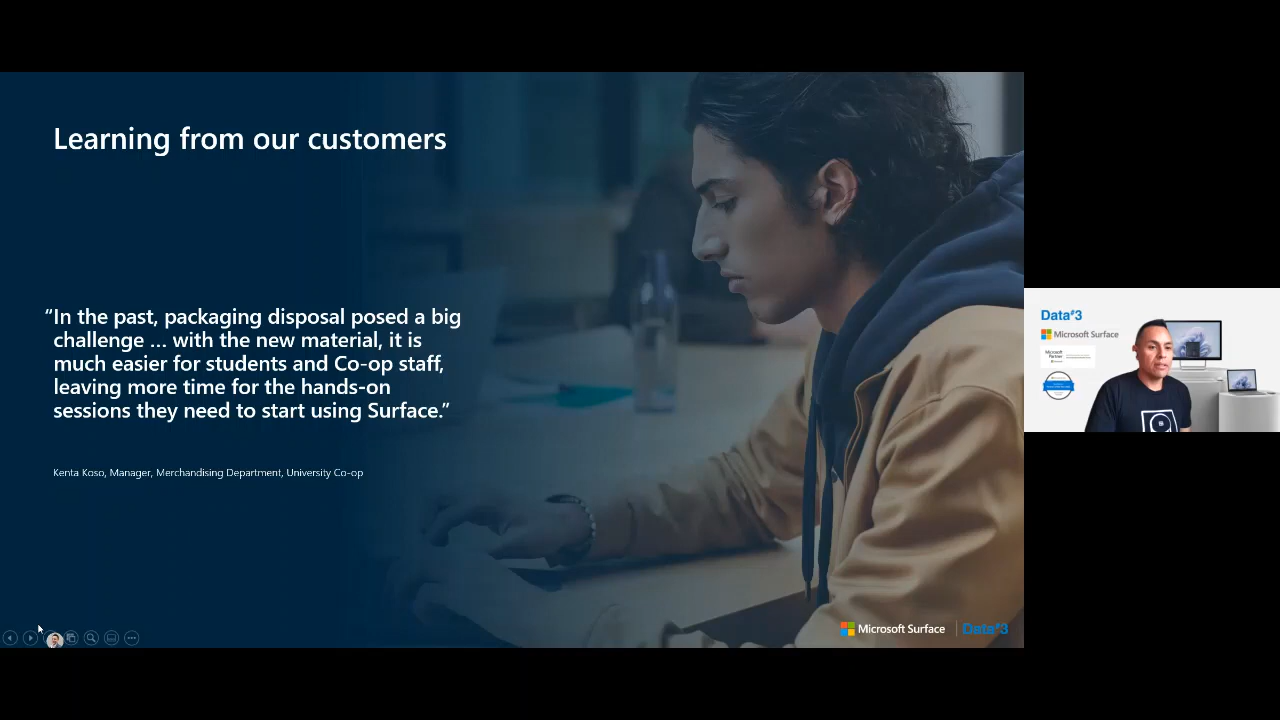 Learning from our customers
“In the past, packaging disposal posed a big
challenge ... with the new material, it is
much easier for students and Co-op staff,
leaving more time for the hands-on
sessions they need to start using Surface.”
Kenta Koso, Manager, Merchandising Department, University Co-op
Microsoft Surface
Data#3
Data#3
Microsoft Surface
Microsoft
Partner